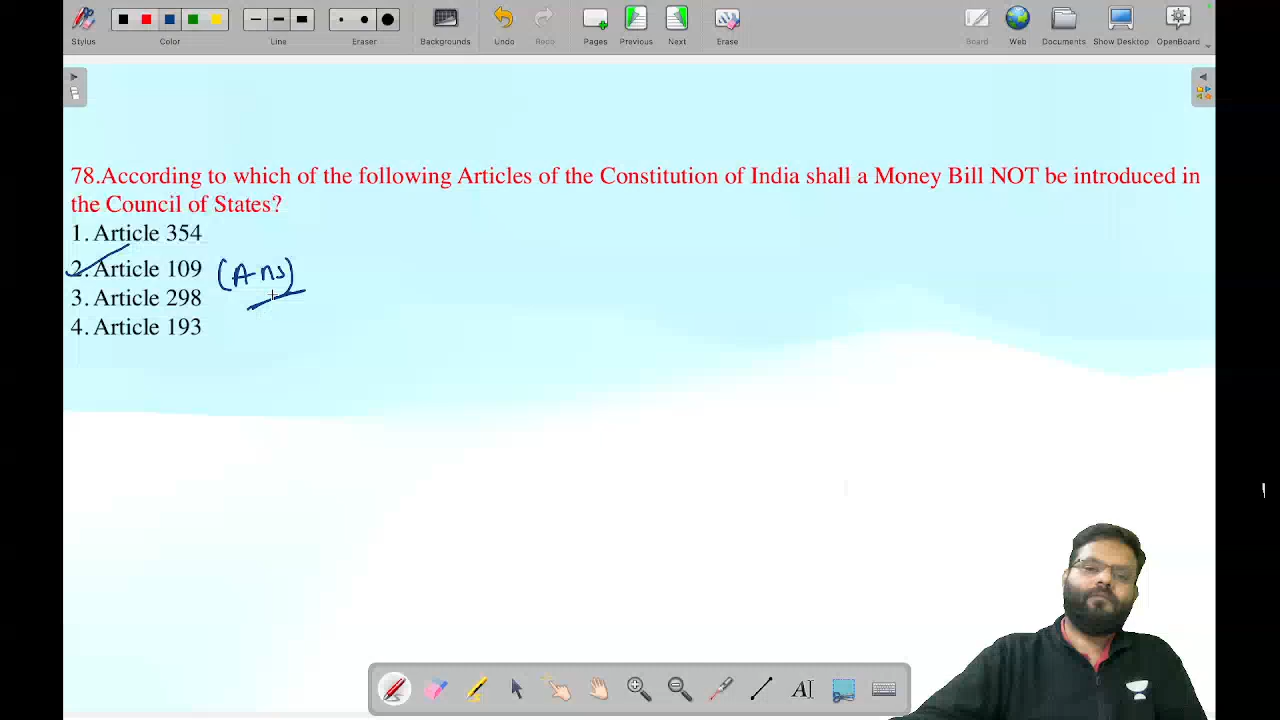 Stylus
Color
Line
Eraser
Backgrounds
Undo
Redo
Pages
Previous
Next
Erase
Board
Web
Documents
Show Desktop
OpenBoard
78.According to which of the following Articles of the Constitution of India shall a Money Bill NOT be introduced in
the Council of States?
1. Article 354
2. Article 109 (Ans)
3. Article 298
4. Article 193
AI